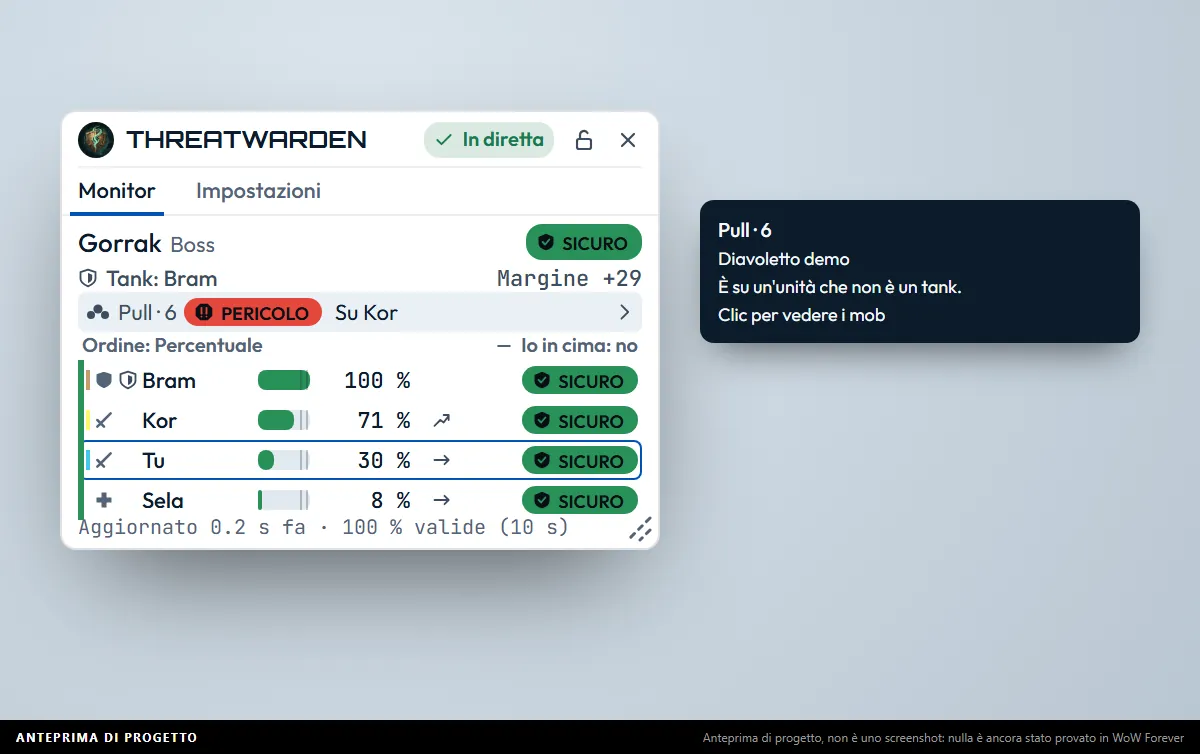 THREATWARDEN
In diretta
Monitor
Impostazioni
Gorrak Boss
SICURO
Tank: Bram
Margine +29
Pull · 6
PERICOLO
Su Kor
Ordine: Percentuale
— Io in cima: no
Bram 100 % SICURO
Kor 71 % SICURO
Tu 30 % SICURO
Sela 8 % SICURO
Aggiornato 0.2 s fa · 100 % valide (10 s)
Pull · 6
Diavoletto demo
È su un'unità che non è un tank.
Clic per vedere i mob
ANTEPRIMA DI PROGETTO
Anteprima di progetto, non è uno screenshot: nulla è ancora stato provato in WoW Forever